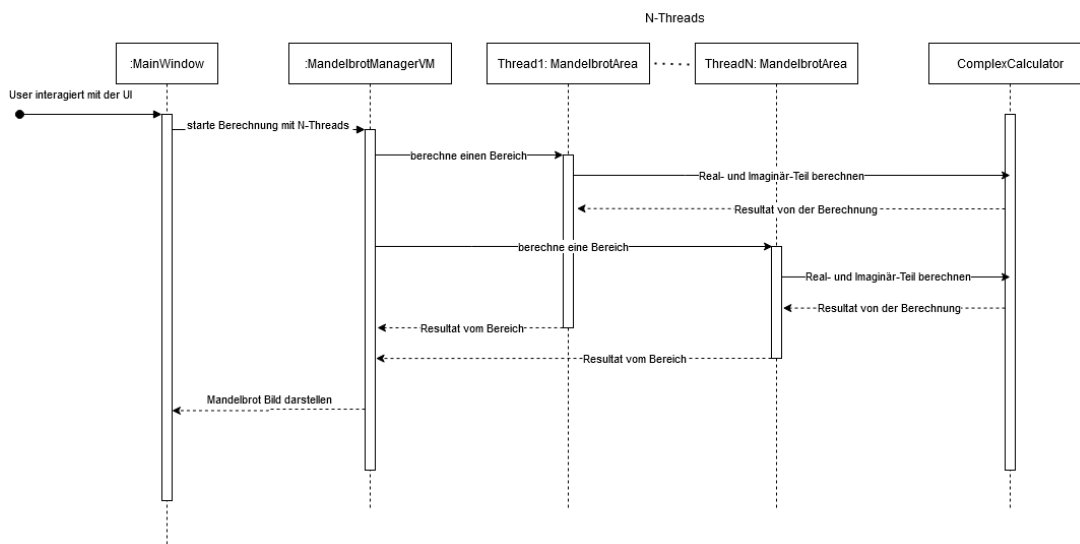 N-Threads
:MainWindow
:MandelbrotManagerVM
Thread1: MandelbrotArea
ThreadN: MandelbrotArea
ComplexCalculator
User interagiert mit der UI
starte Berechnung mit N-Threads
berechne einen Bereich
Real- und Imaginär-Teil berechnen
Resultat von der Berechnung
berechne eine Bereich
Real- und Imaginär-Teil berechnen
Resultat von der Berechnung
Resultat vom Bereich
Resultat vom Bereich
Mandelbrot Bild darstellen